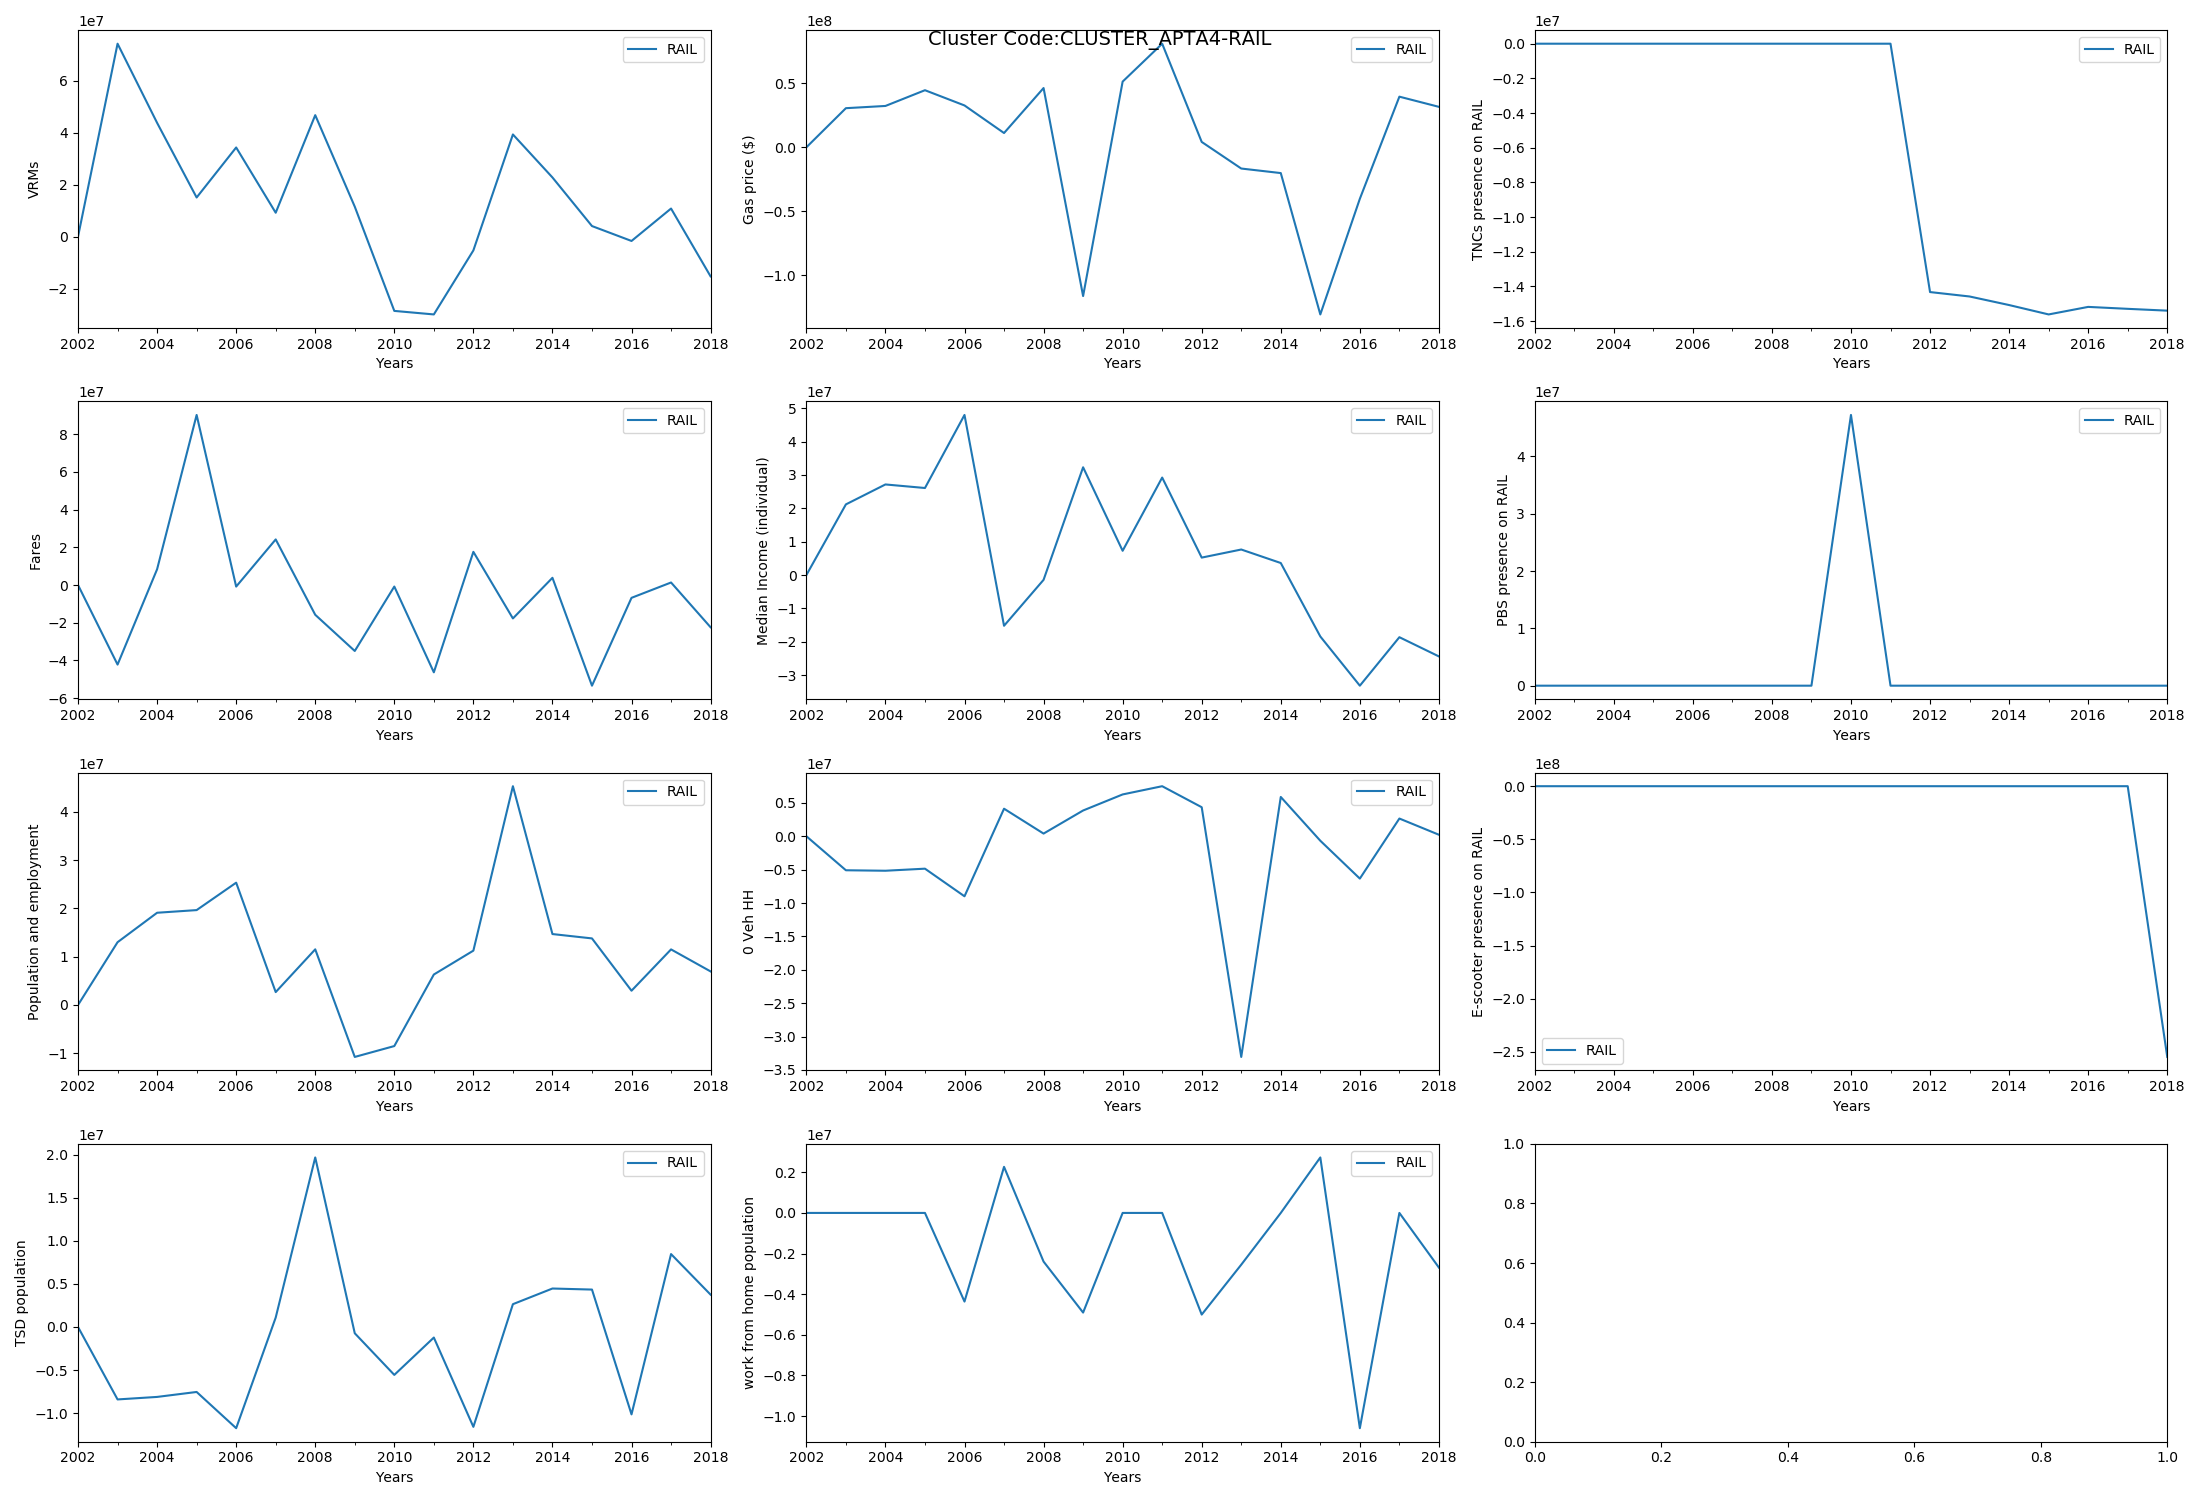 Cluster Code:CLUSTER_APTA4-RAIL
1e7
RAIL
6
4
2
0
−2
VRMs
2002 2004 2006 2008 2010 2012 2014 2016 2018
Years
1e8
RAIL
0.5
0.0
−0.5
−1.0
Gas price ($)
2002 2004 2006 2008 2010 2012 2014 2016 2018
Years
1e7
RAIL
0.0
−0.2
−0.4
−0.6
−0.8
−1.0
−1.2
−1.4
−1.6
TNCs presence on RAIL
2002 2004 2006 2008 2010 2012 2014 2016 2018
Years
1e7
RAIL
8
6
4
2
0
−2
−4
−6
Fares
2002 2004 2006 2008 2010 2012 2014 2016 2018
Years
1e7
RAIL
5
4
3
2
1
0
−1
−2
−3
Median Income (individual)
2002 2004 2006 2008 2010 2012 2014 2016 2018
Years
1e7
RAIL
4
3
2
1
0
PBS presence on RAIL
2002 2004 2006 2008 2010 2012 2014 2016 2018
Years
1e7
RAIL
4
3
2
1
0
−1
Population and employment
2002 2004 2006 2008 2010 2012 2014 2016 2018
Years
1e7
RAIL
0.5
0.0
−0.5
−1.0
−1.5
−2.0
−2.5
−3.0
−3.5
0 Veh HH
2002 2004 2006 2008 2010 2012 2014 2016 2018
Years
1e8
0.0
−0.5
−1.0
−1.5
−2.0
−2.5
E-scooter presence on RAIL
RAIL
2002 2004 2006 2008 2010 2012 2014 2016 2018
Years
1e7
RAIL
2.0
1.5
1.0
0.5
0.0
−0.5
−1.0
TSD population
2002 2004 2006 2008 2010 2012 2014 2016 2018
Years
1e7
RAIL
0.2
0.0
−0.2
−0.4
−0.6
−0.8
−1.0
work from home population
2002 2004 2006 2008 2010 2012 2014 2016 2018
Years
1.0
0.8
0.6
0.4
0.2
0.0
0.0 0.2 0.4 0.6 0.8 1.0